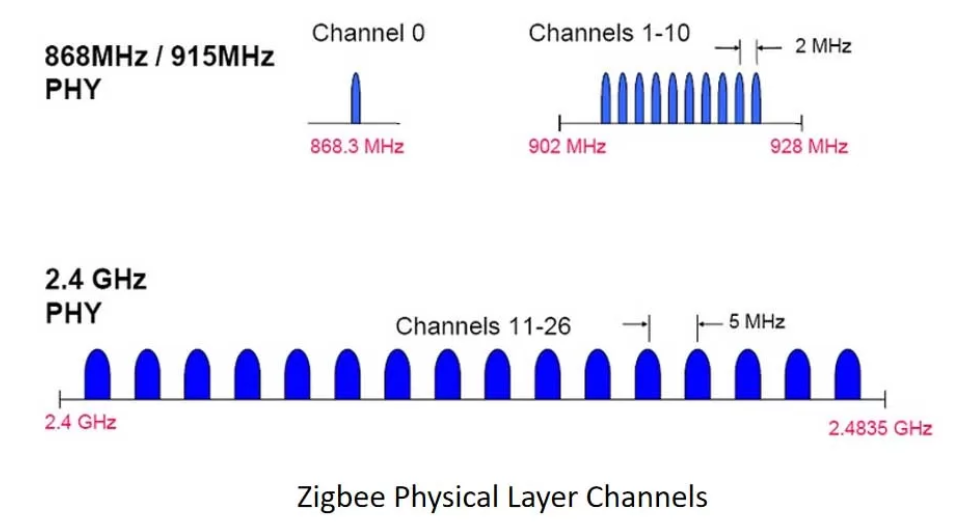 868MHz / 915MHz
PHY
Channel 0
868.3 MHz
Channels 1-10
2 MHz
902 MHz
928 MHz
2.4 GHz
PHY
Channels 11-26
5 MHz
2.4 GHz
2.4835 GHz
Zigbee Physical Layer Channels